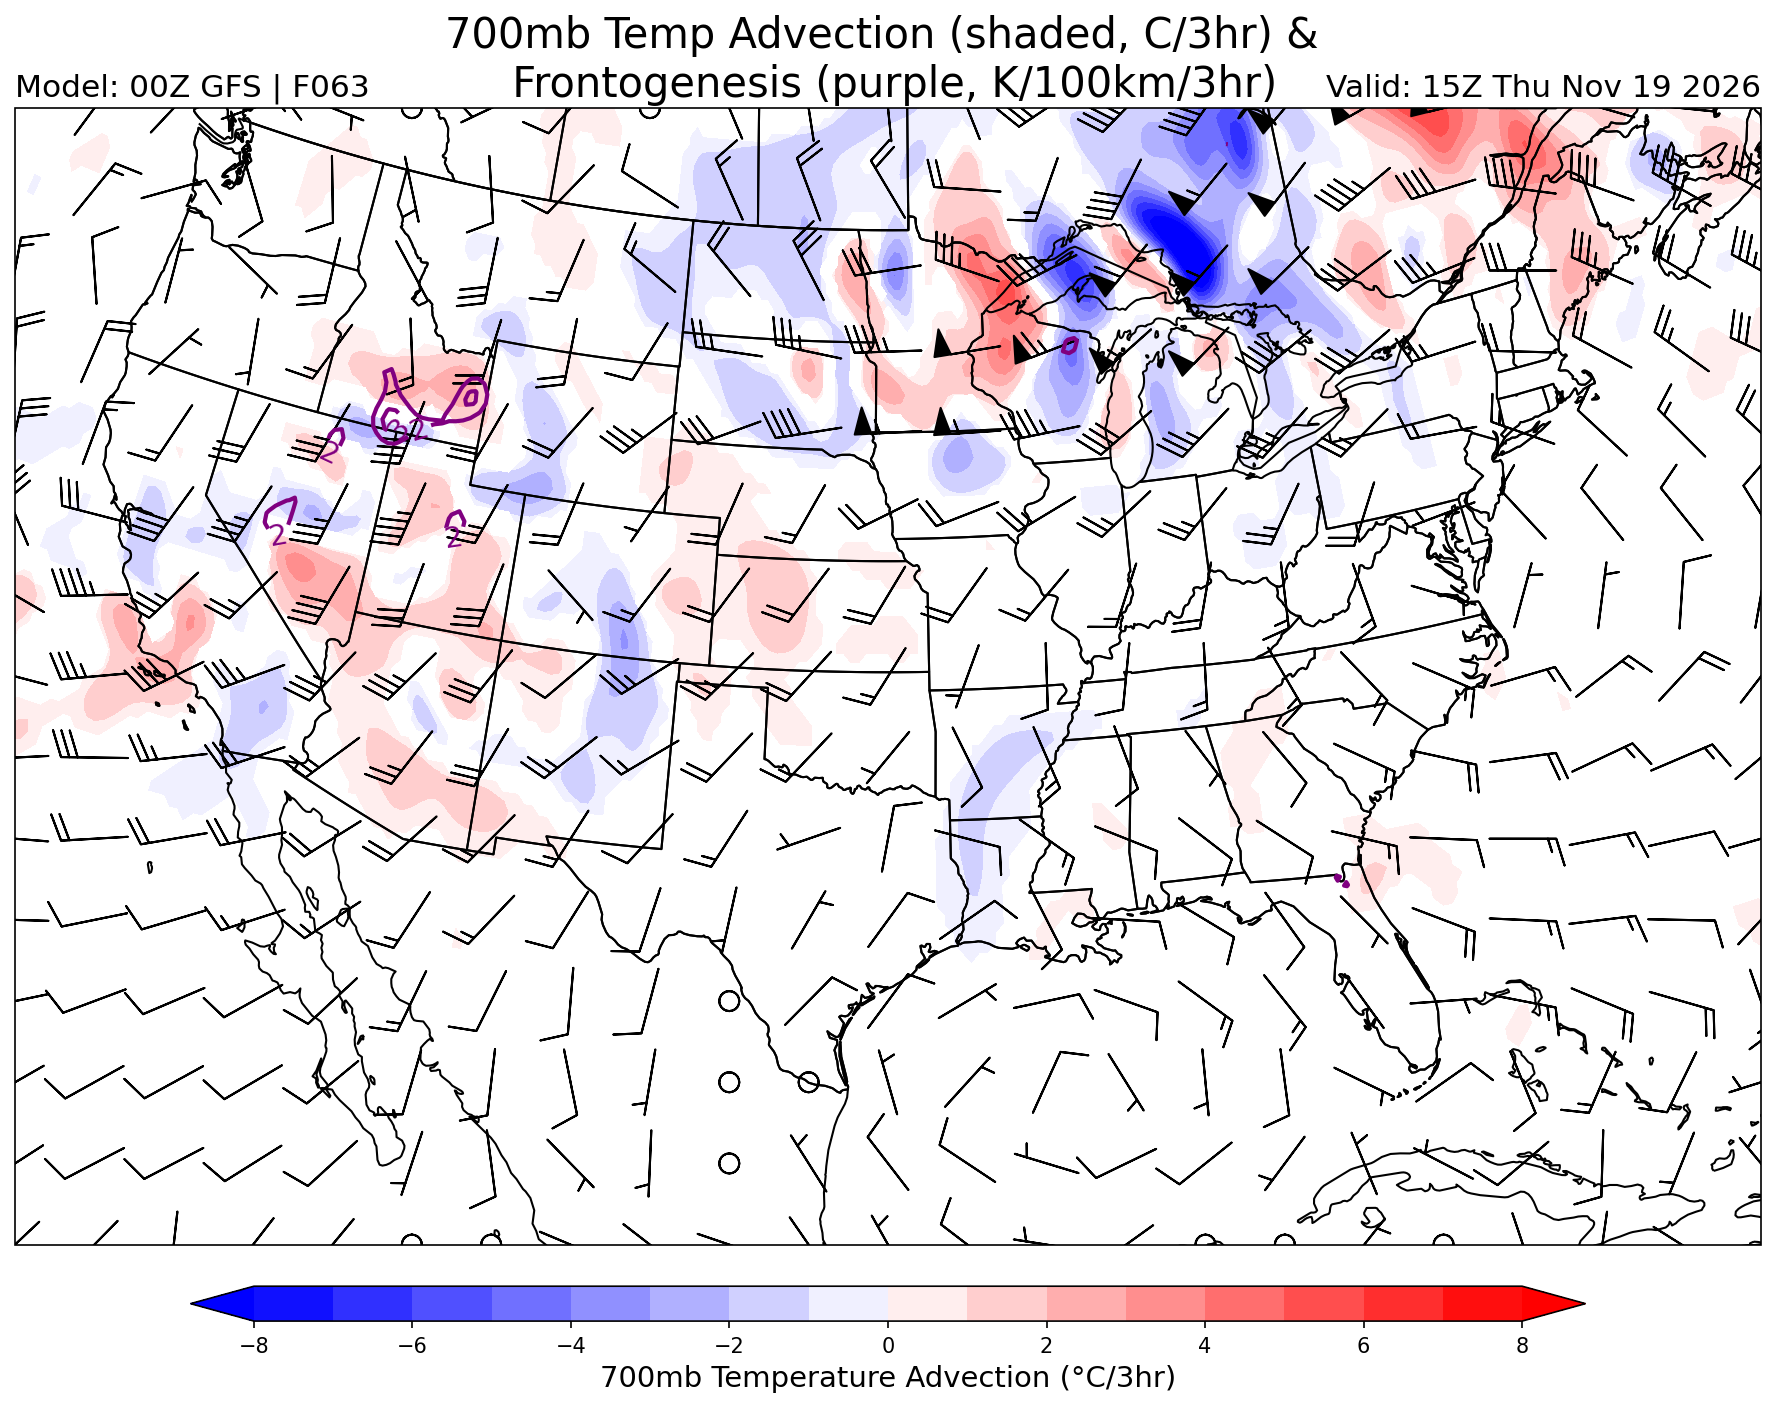 700mb Temp Advection (shaded, C/3hr) &
Frontogenesis (purple, K/100km/3hr)
Model: 00Z GFS | F063
Valid: 15Z Thu Nov 19 2026
2
2
2
2
−8 −6 −4 −2 0 2 4 6 8
700mb Temperature Advection (°C/3hr)